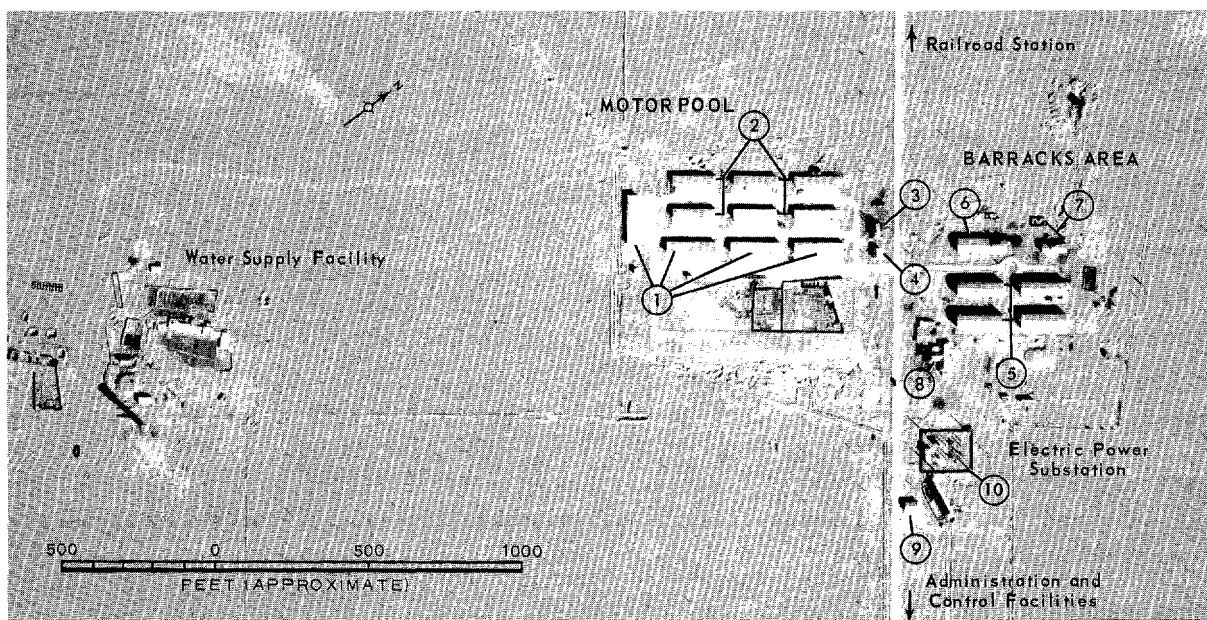 Railroad Station
N
MOTOR POOL
2
BARRACKS AREA
3
6
7
Water Supply Facility
4
1
8
5
Electric Power
Substation
10
500 0 500 1000
9
FEET (APPROXIMATE)
Administration and
Control Facilities